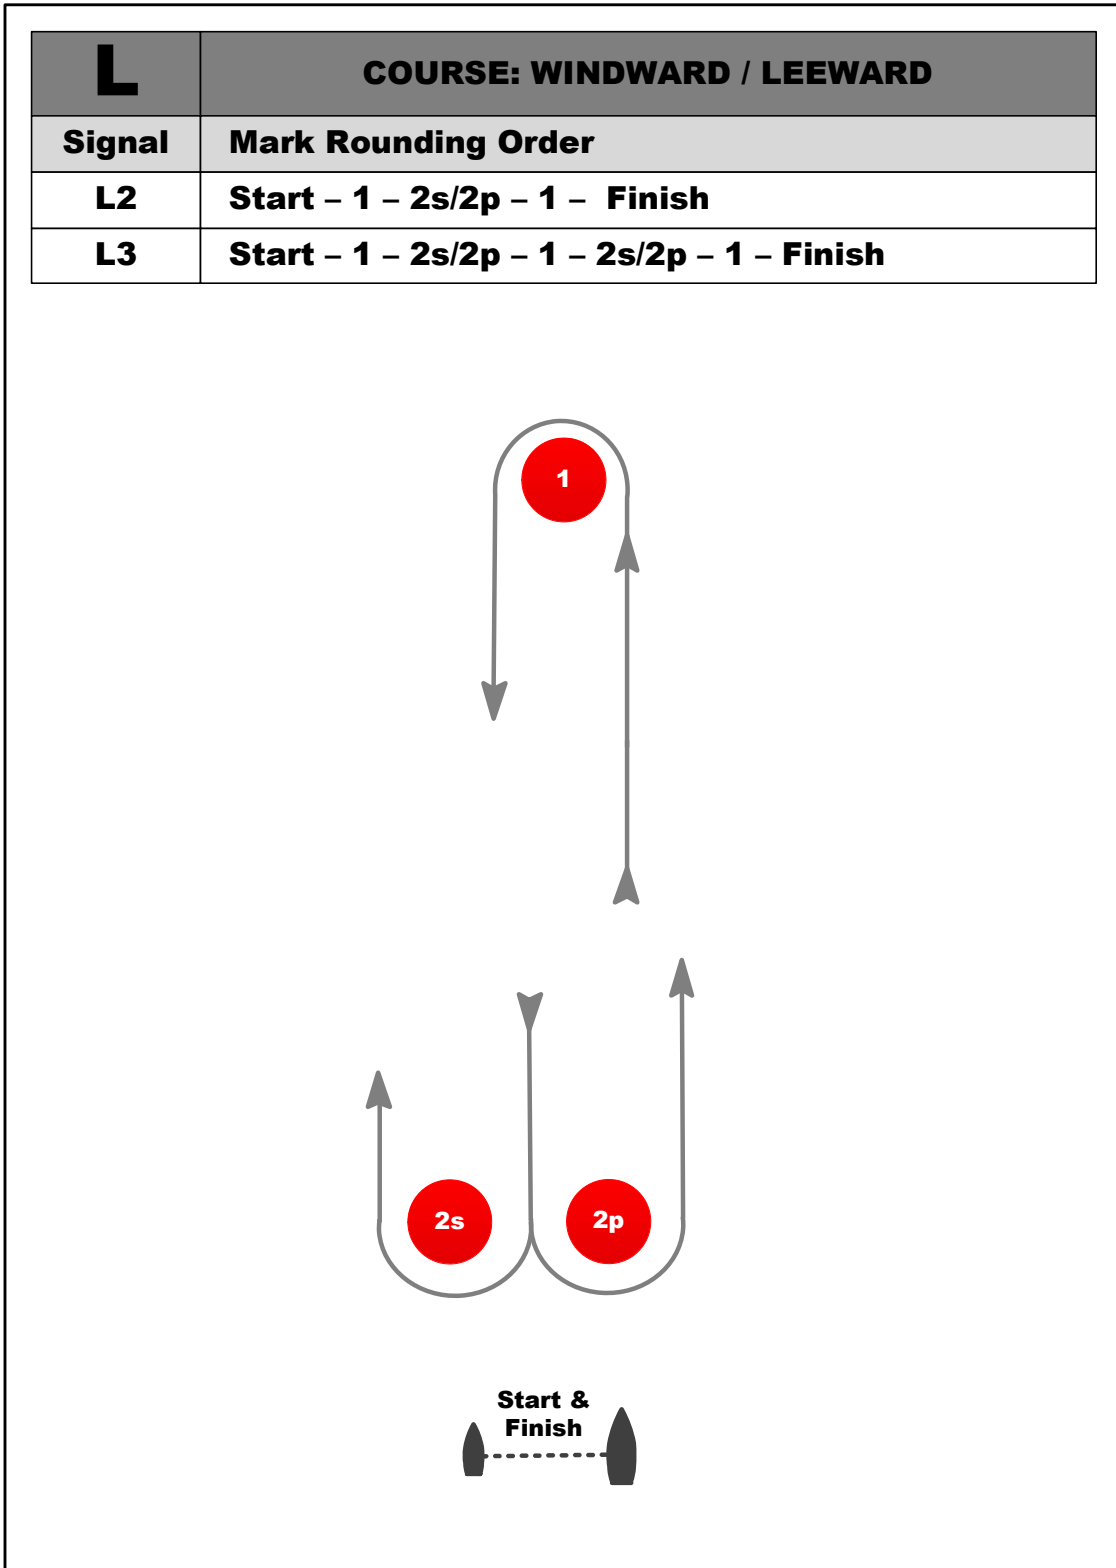 L COURSE: WINDWARD / LEEWARD
Signal Mark Rounding Order
L2 Start – 1 – 2s/2p – 1 – Finish
L3 Start – 1 – 2s/2p – 1 – 2s/2p – 1 – Finish
1
2s 2p
Start &
Finish